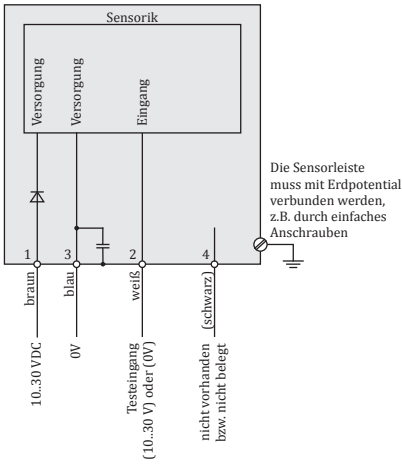 Sensorik
Versorgung
Versorgung
Eingang
Die Sensorleiste
muss mit Erdpotential
verbunden werden,
z.B. durch einfaches
Anschrauben
1
3
2
4
braun
blau
weiß
(schwarz)
10..30 VDC
0V
Testeingang
(10..30 V) oder (0V)
nicht vorhanden
bzw. nicht belegt